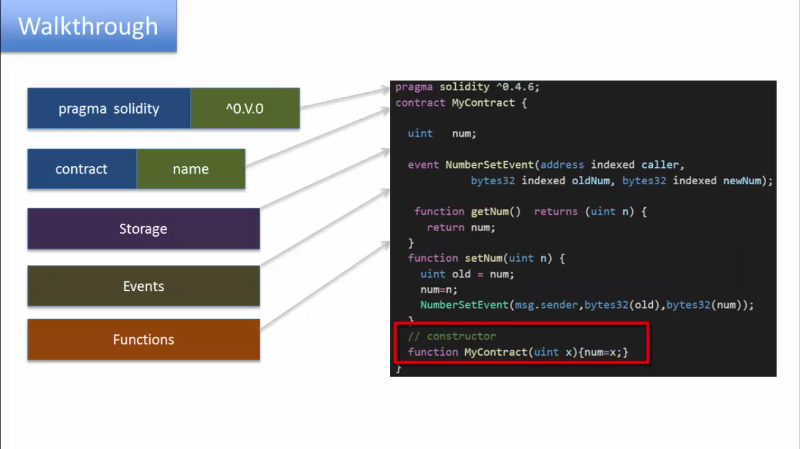 Walkthrough
pragma solidity ^0.V.0
contract name
Storage
Events
Functions
pragma solidity ^0.4.6;
contract MyContract {
uint num;
event NumberSetEvent(address indexed caller,
bytes32 indexed oldNum, bytes32 indexed newNum);
function getNum() returns (uint n) {
return num;
}
function setNum(uint n) {
uint old = num;
num=n;
NumberSetEvent(msg.sender,bytes32(old),bytes32(num));
}
// constructor
function MyContract(uint x){num=x;}
}